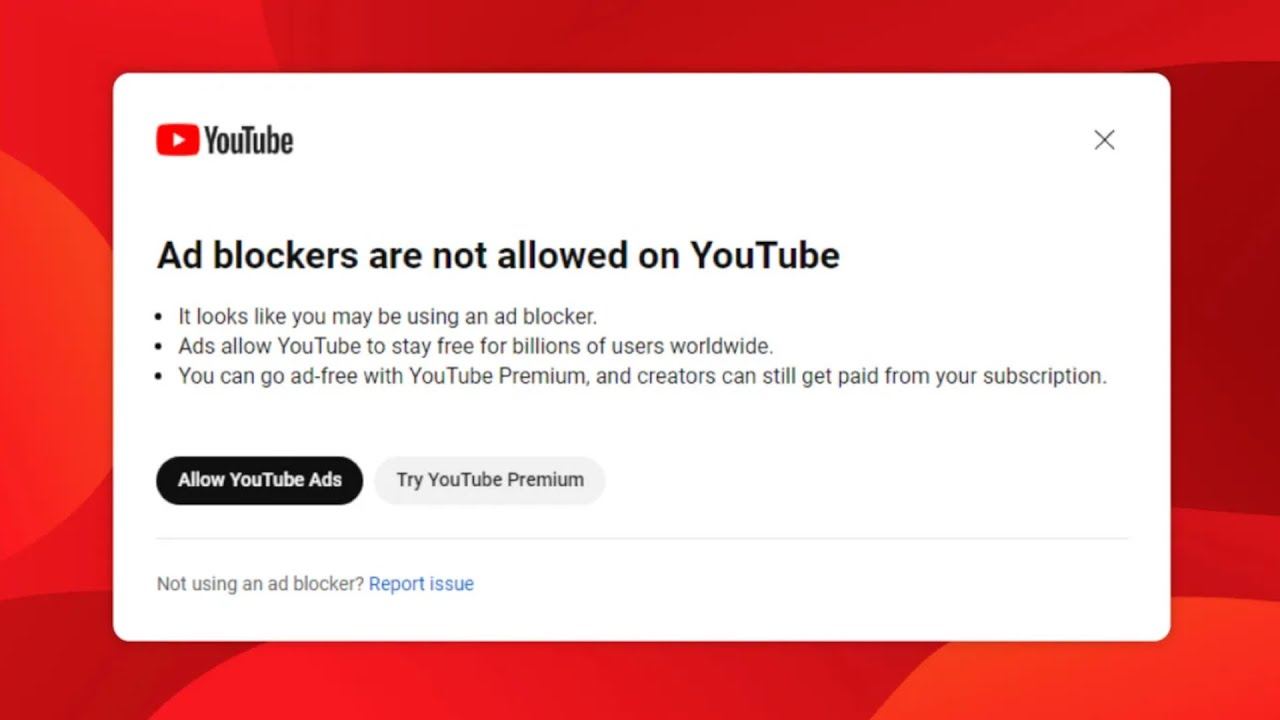 YouTube
Ad blockers are not allowed on YouTube
It looks like you may be using an ad blocker.
Ads allow YouTube to stay free for billions of users worldwide.
You can go ad-free with YouTube Premium, and creators can still get paid from your subscription.
Allow YouTube Ads
Try YouTube Premium
Not using an ad blocker? Report issue